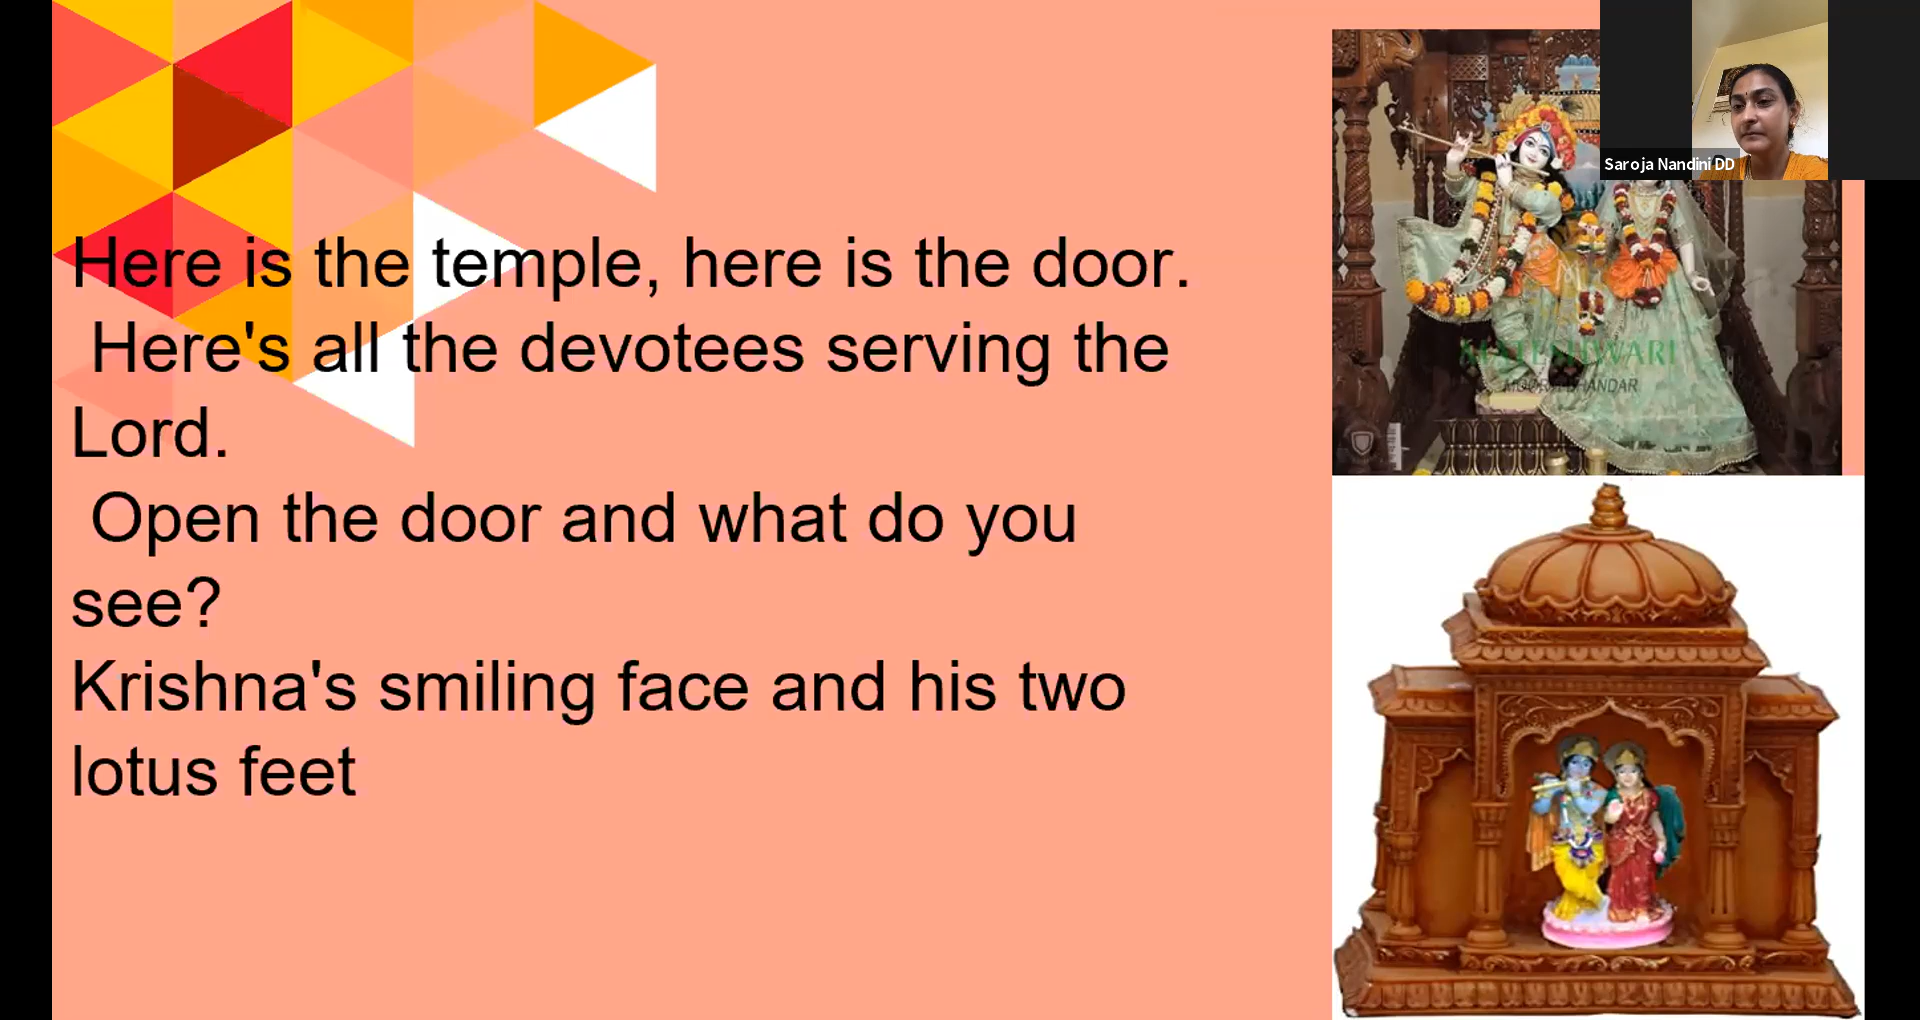 Here is the temple, here is the door.
Here's all the devotees serving the
Lord.
Open the door and what do you
see?
Krishna's smiling face and his two
lotus feet
Saroja Nandini DD